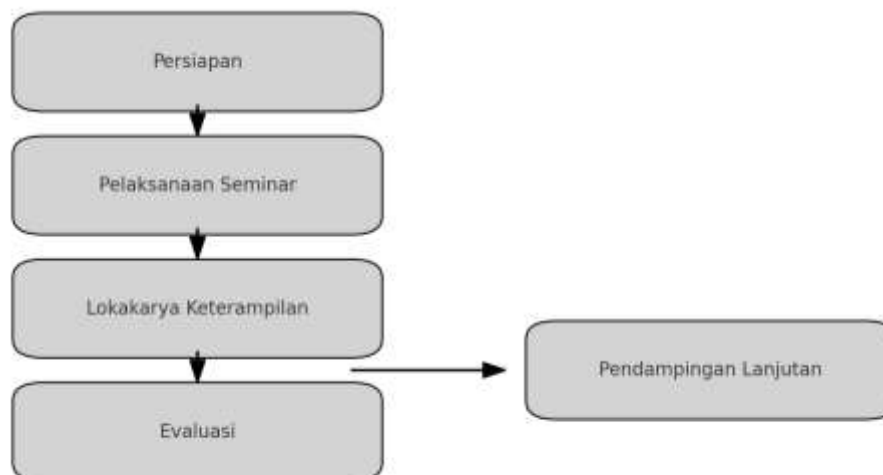 Persiapan
Pelaksanaan Seminar
Lokakarya Keterampilan
Pendampingan Lanjutan
Evaluasi